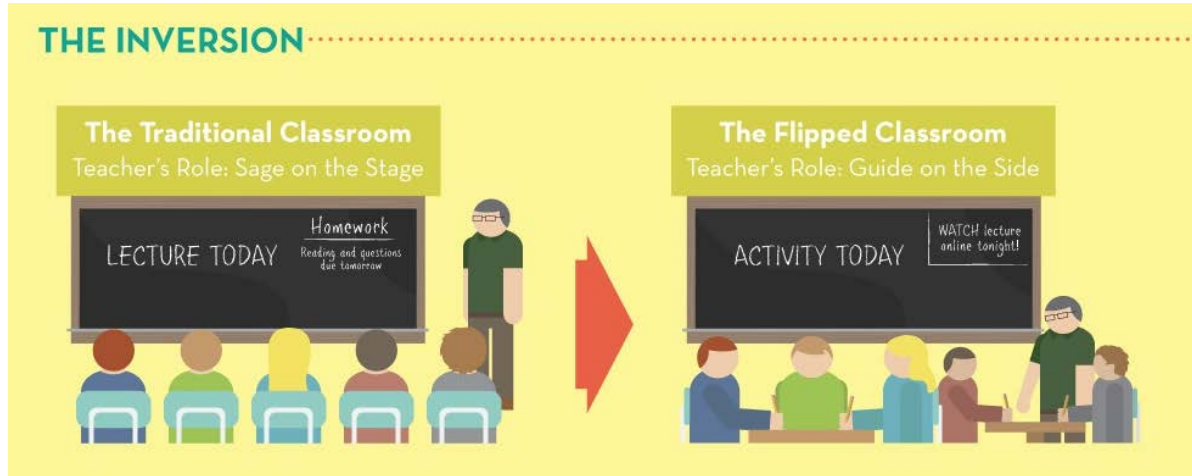 THE INVERSION
The Traditional Classroom
Teacher's Role: Sage on the Stage
LECTURE TODAY
Homework
Reading and questions
due tomorrow
The Flipped Classroom
Teacher's Role: Guide on the Side
ACTIVITY TODAY
WATCH lecture
online tonight!